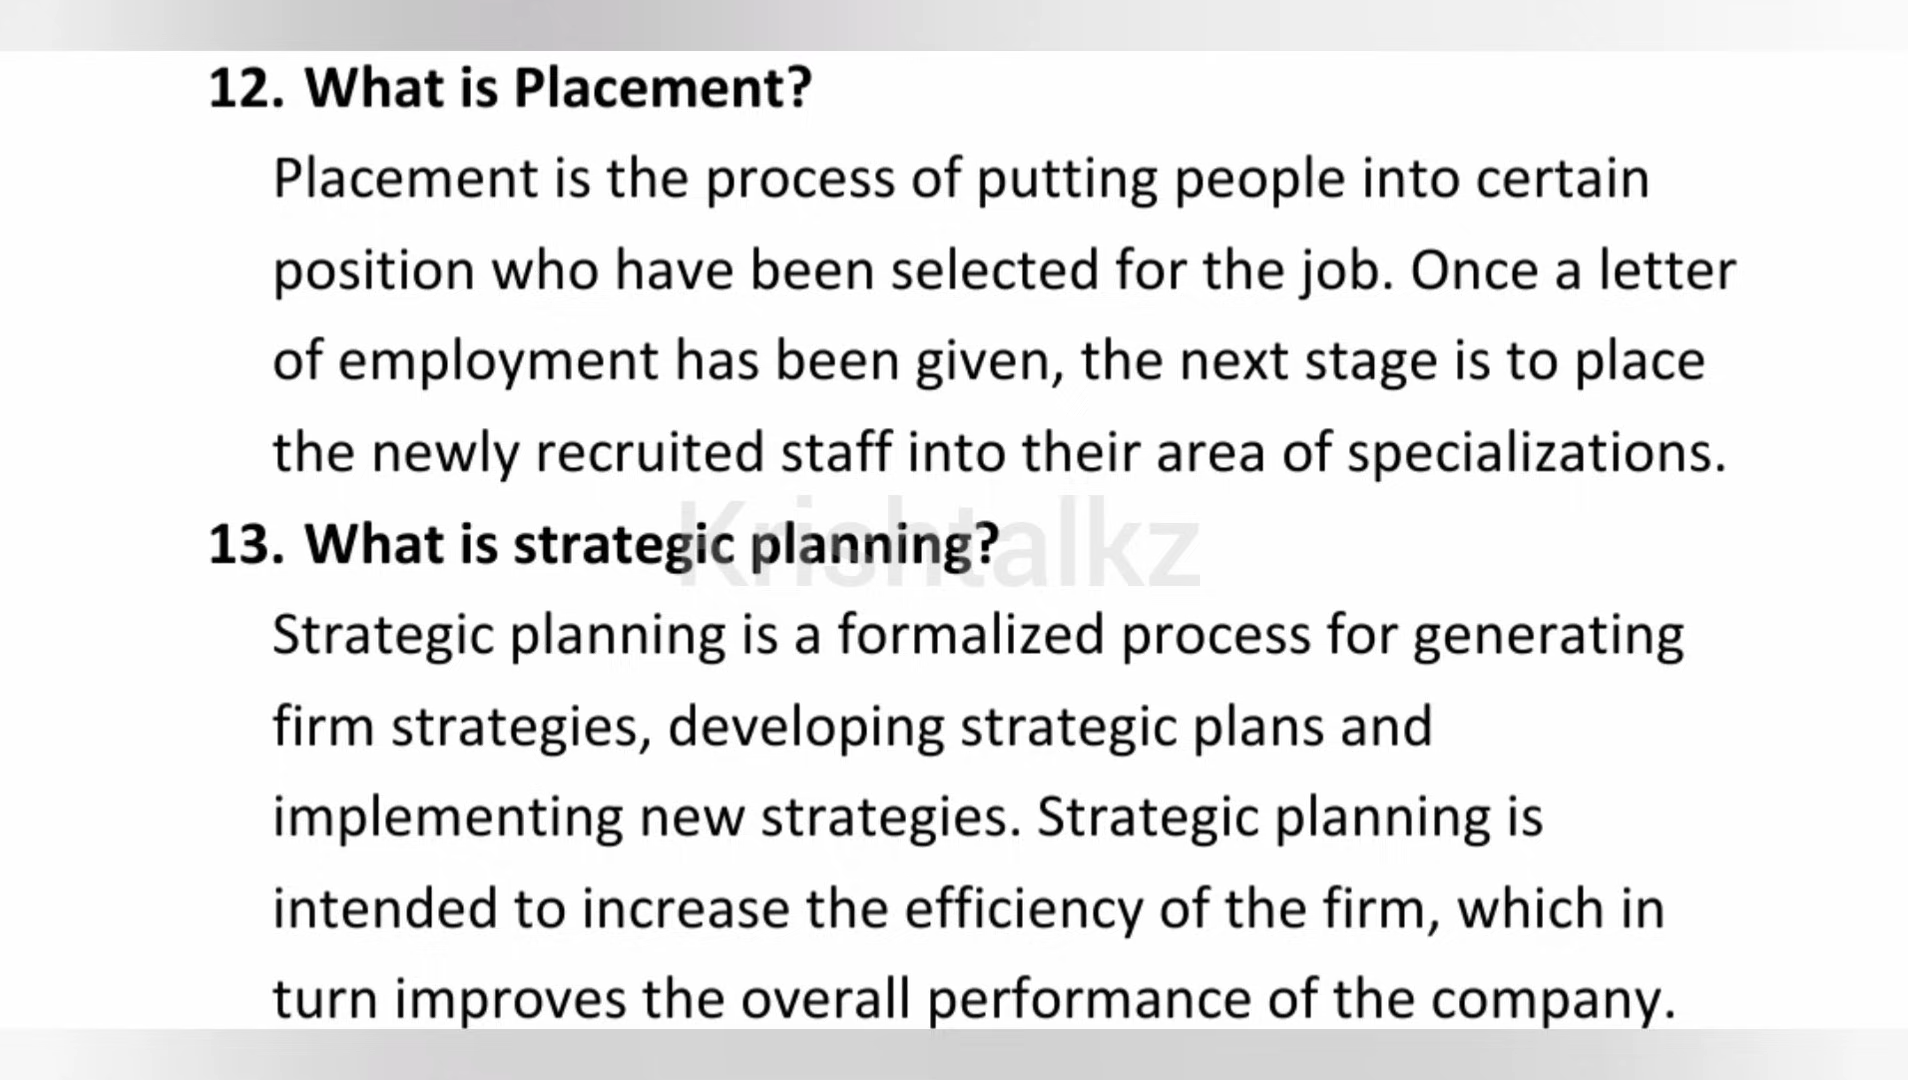 12. What is Placement?
Placement is the process of putting people into certain
position who have been selected for the job. Once a letter
of employment has been given, the next stage is to place
the newly recruited staff into their area of specializations.
Krishtalkz
13. What is strategic planning?
Strategic planning is a formalized process for generating
firm strategies, developing strategic plans and
implementing new strategies. Strategic planning is
intended to increase the efficiency of the firm, which in
turn improves the overall performance of the company.